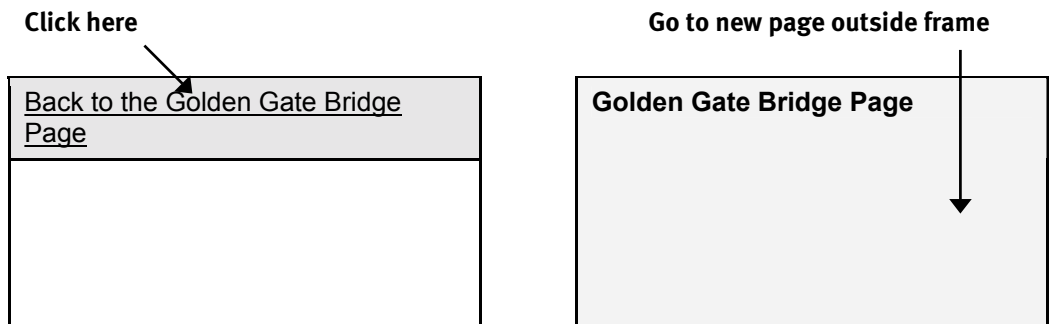 Click here
Go to new page outside frame
Back to the Golden Gate Bridge
Page
Golden Gate Bridge Page